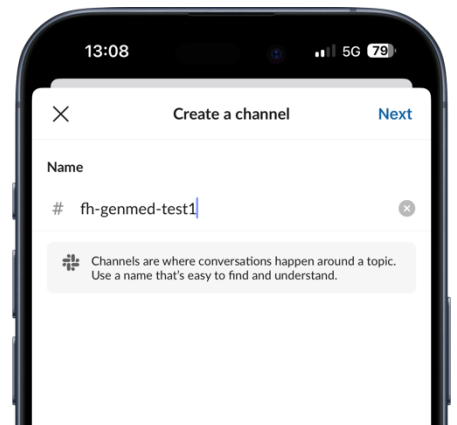 13:08 5G 79
Create a channel Next
Name
# fh-genmed-test1
Channels are where conversations happen around a topic.
Use a name that's easy to find and understand.